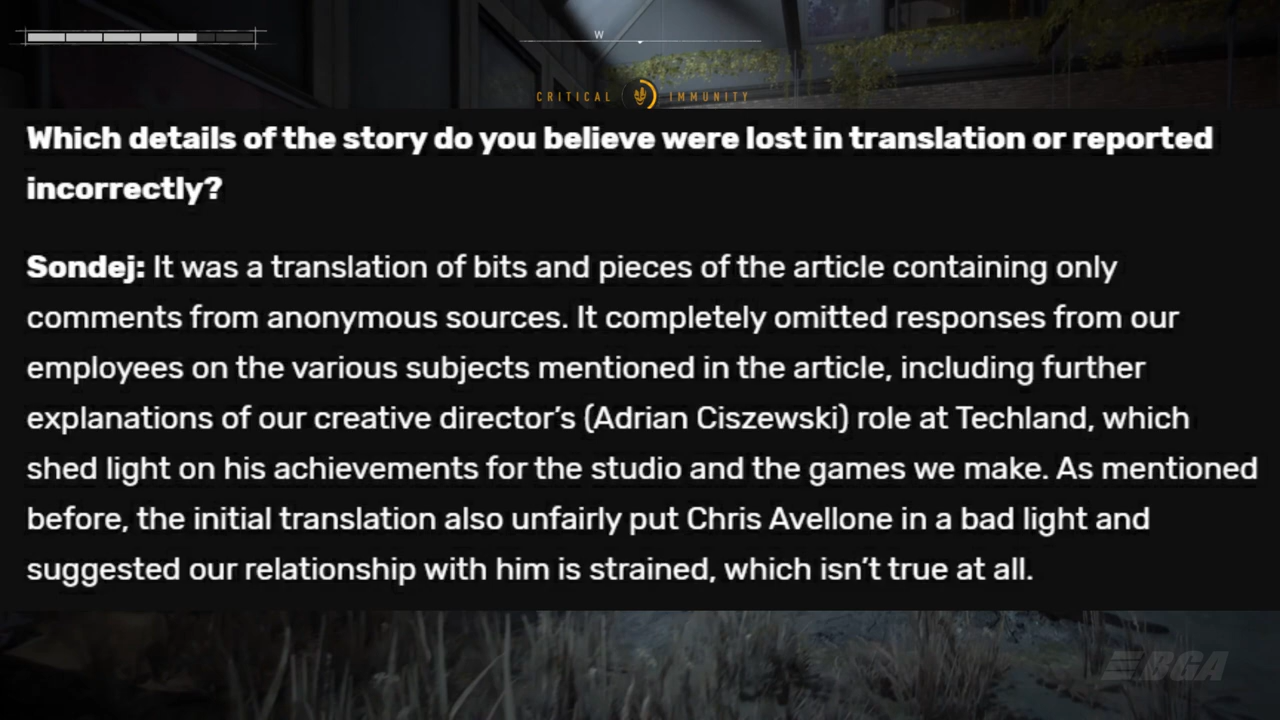 W
CRITICAL IMMUNITY
Which details of the story do you believe were lost in translation or reported
incorrectly?
Sondej: It was a translation of bits and pieces of the article containing only
comments from anonymous sources. It completely omitted responses from our
employees on the various subjects mentioned in the article, including further
explanations of our creative director’s (Adrian Ciszewski) role at Techland, which
shed light on his achievements for the studio and the games we make. As mentioned
before, the initial translation also unfairly put Chris Avellone in a bad light and
suggested our relationship with him is strained, which isn’t true at all.
BGA